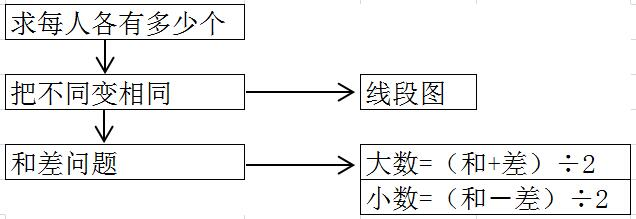 求每人各有多少个
把不同变相同
线段图
和差问题
大数=（和+差）÷2
小数=（和－差）÷2